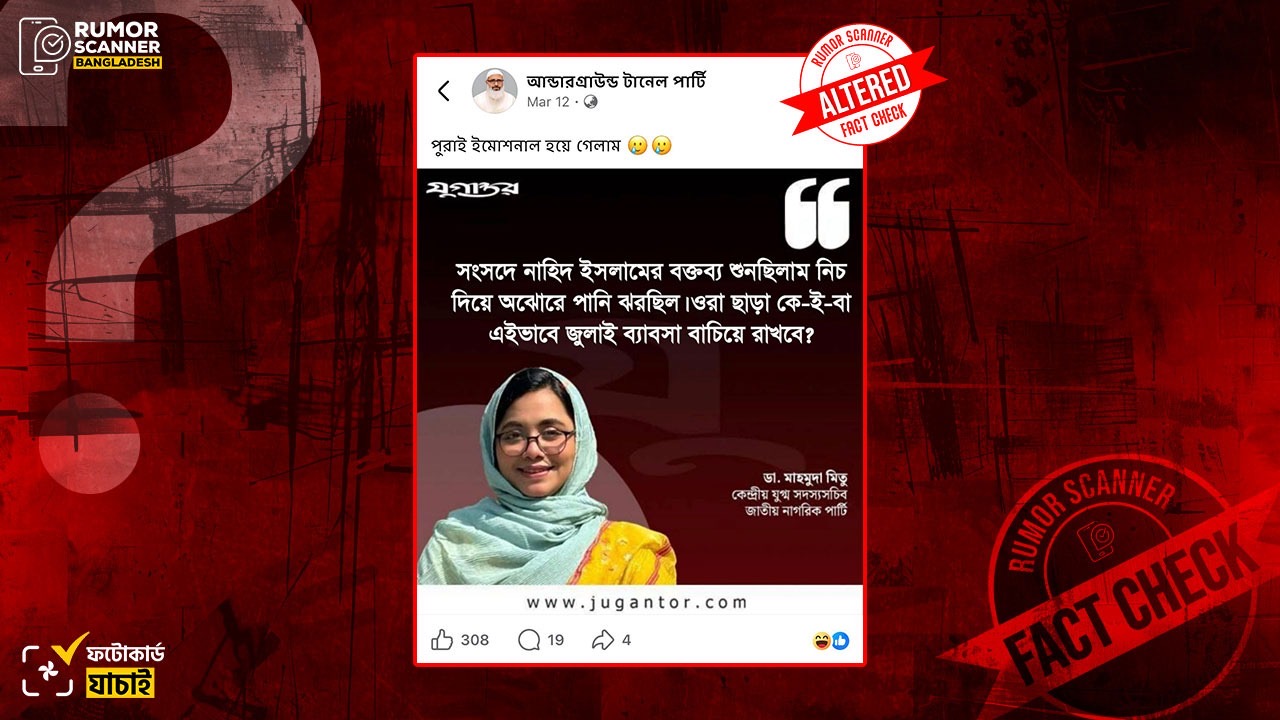 RUMOR
SCANNER
BANGLADESH
আন্ডারগ্রাউন্ড টানেল পার্টি
Mar 12 ·
পুরাই ইমোশনাল হয়ে গেলাম 🥲🥲
RUMOR SCANNER
ALTERED
FACT CHECK
যুগান্তর
সংসদে নাহিদ ইসলামের বক্তব্য শুনছিলাম নিচ
দিয়ে অঝোরে পানি ঝরছিল।ওরা ছাড়া কে-ই-বা
এইভাবে জুলাই ব্যাবসা বাচিয়ে রাখবে?
যু
ডা. মাহমুদা মিতু
কেন্দ্রীয় যুগ্ম সদস্যসচিব
জাতীয় নাগরিক পার্টি
www.jugantor.com
308 19 4
ফটোকার্ড
যাচাই
RUMOR SCANNER
FACT CHECK